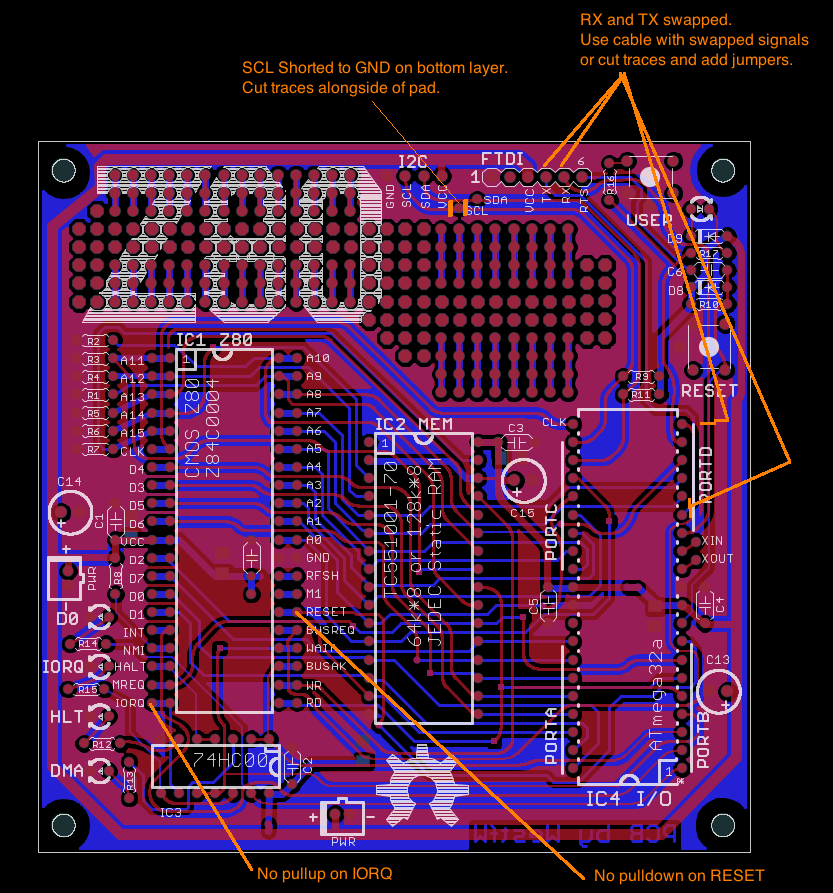 RX and TX swapped.
Use cable with swapped signals
or cut traces and add jumpers.
SCL Shorted to GND on bottom layer.
Cut traces alongside of pad.
I2C
FTDI
1
6
GND
SCL
SDA
VCC
SDA
SCL
VCC
TX
RX
RTS
R16
USER
D9
R17
C6
D8
R10
RESET
R9
R11
IC1 Z80
1
CMOS Z80
Z84C0004
R2
R3
R4
R1
R5
R6
R7
A11
A12
A13
A14
A15
CLK
D4
D3
D5
D6
VCC
D2
D7
D0
D1
INT
NMI
HALT
MREQ
IORQ
A10
A9
A8
A7
A6
A5
A4
A3
A2
A1
A0
GND
RFSH
M1
RESET
BUSREQ
WAIT
BUSAK
WR
RD
C14
+
C1
+
PWR
-
R8
D0
R14
IORQ
R15
HLT
R12
DMA
R13
IC2 MEM
1
TC551001-70
64k*8 or 128k*8
JEDEC Static RAM
C3
C15
+
C5
CLK
PORTC
PORTD
XIN
XOUT
C4
C13
+
PORTA
PORTB
ATmega32a
1
IC4 I/O
74HC00
C2
IC3
+
-
PWR
PCB by WestfW
No pullup on IORQ
No pulldown on RESET